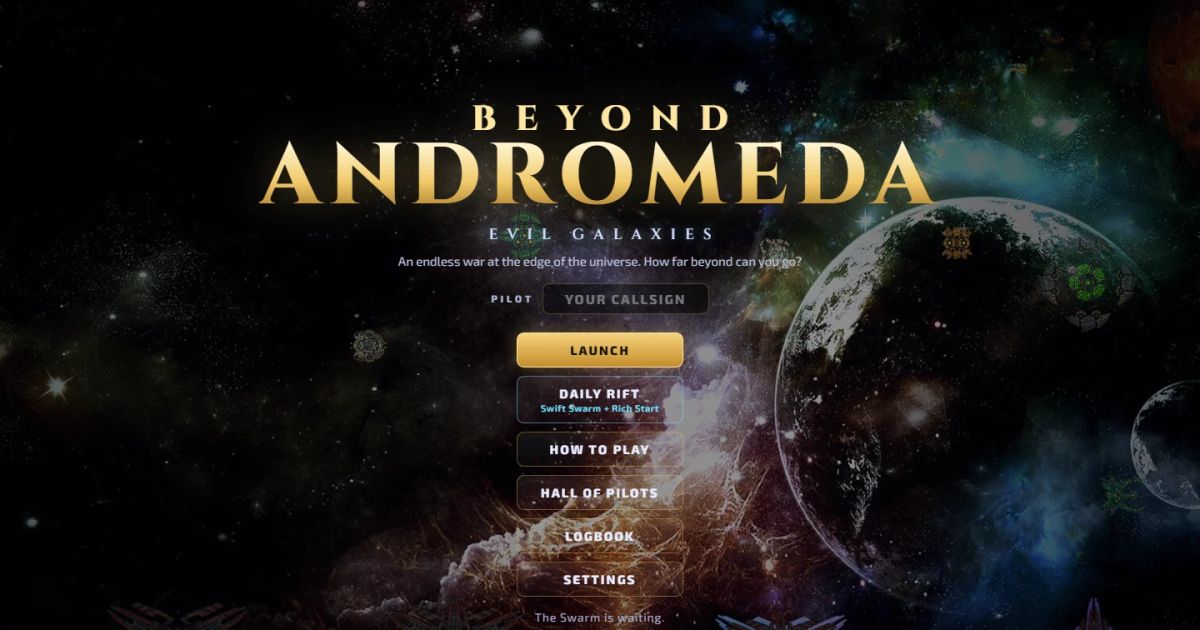 BEYOND
ANDROMEDA
EVIL GALAXIES
An endless war at the edge of the universe. How far beyond can you go?
PILOT YOUR CALLSIGN
LAUNCH
DAILY RIFT
Swift Swarm + Rich Start
HOW TO PLAY
HALL OF PILOTS
LOGBOOK
SETTINGS
The Swarm is waiting.